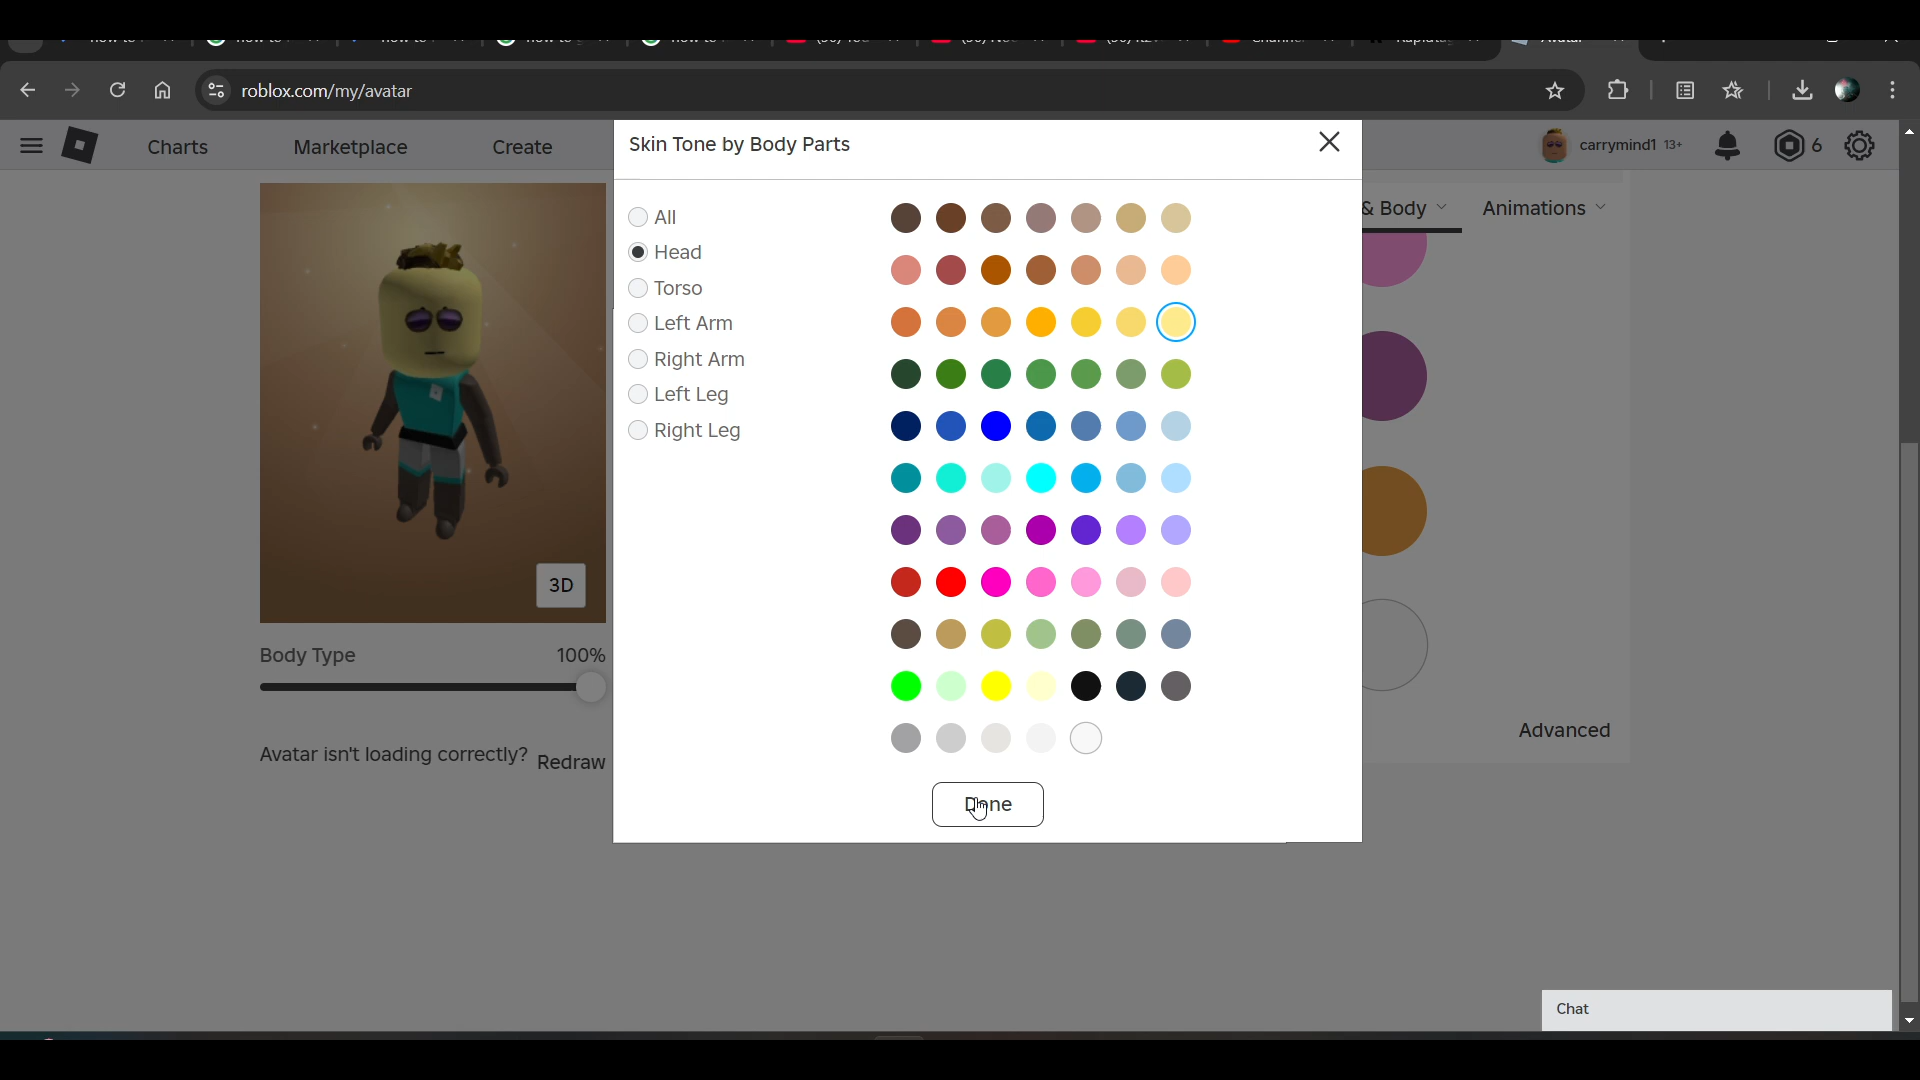 roblox.com/my/avatar
Charts
Marketplace
Create
Skin Tone by Body Parts
carrymind1 13+
6
All
Head
Torso
Left Arm
Right Arm
Left Leg
Right Leg
& Body
Animations
3D
Body Type
100%
Avatar isn't loading correctly?
Redraw
Advanced
Done
Chat